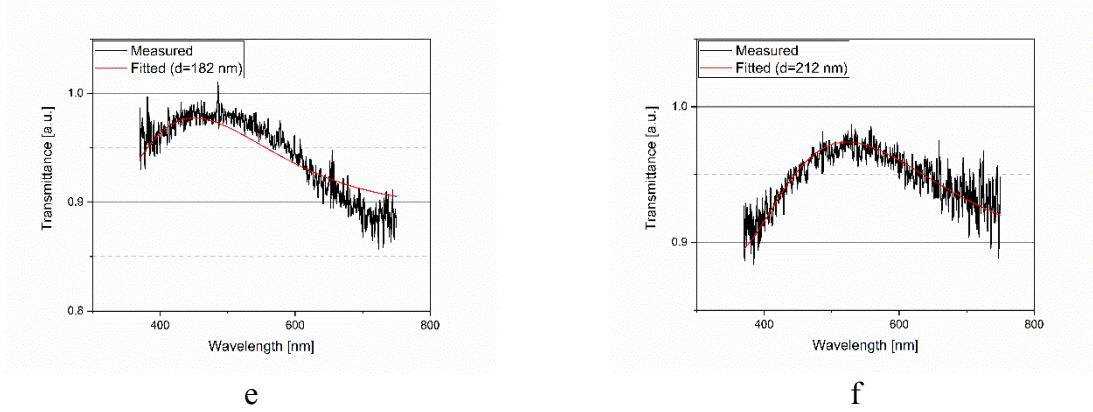 Measured
Fitted (d=182 nm)
1.0
0.9
0.8
Transmittance [a.u.]
400
600
800
Wavelength [nm]
e
Measured
Fitted (d=212 nm)
1.0
0.9
Transmittance [a.u.]
400
600
800
Wavelength [nm]
f